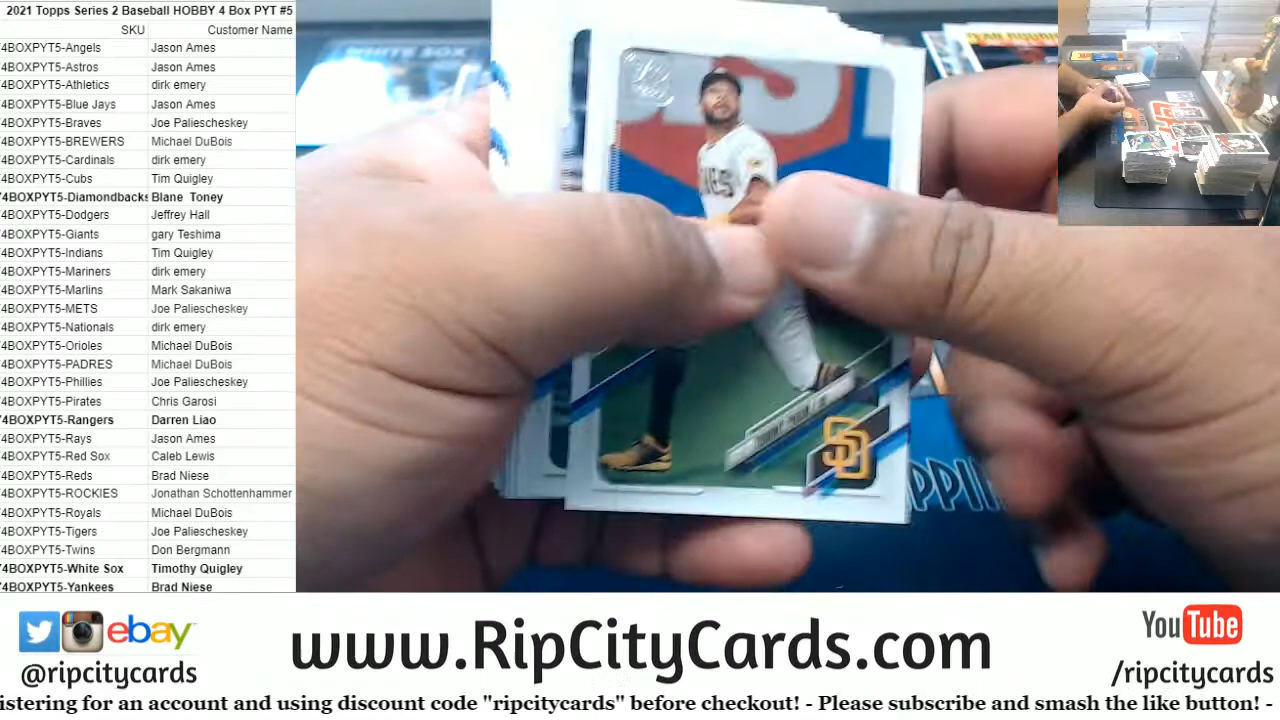 2021 Topps Series 2 Baseball HOBBY 4 Box PYT #5
SKU Customer Name
4BOXPYT5-Angels Jason Ames
4BOXPYT5-Astros Jason Ames
4BOXPYT5-Athletics dirk emery
4BOXPYT5-Blue Jays Jason Ames
4BOXPYT5-Braves Joe Paliescheskey
4BOXPYT5-BREWERS Michael DuBois
4BOXPYT5-Cardinals dirk emery
4BOXPYT5-Cubs Tim Quigley
4BOXPYT5-Diamondbacks Blane Toney
4BOXPYT5-Dodgers Jeffrey Hall
4BOXPYT5-Giants gary Teshima
4BOXPYT5-Indians Tim Quigley
4BOXPYT5-Mariners dirk emery
4BOXPYT5-Marlins Mark Sakaniwa
4BOXPYT5-METS Joe Paliescheskey
4BOXPYT5-Nationals dirk emery
4BOXPYT5-Orioles Michael DuBois
4BOXPYT5-PADRES Michael DuBois
4BOXPYT5-Phillies Joe Paliescheskey
4BOXPYT5-Pirates Chris Garosi
4BOXPYT5-Rangers Darren Liao
4BOXPYT5-Rays Jason Ames
4BOXPYT5-Red Sox Caleb Lewis
4BOXPYT5-Reds Brad Niese
4BOXPYT5-ROCKIES Jonathan Schottenhammer
4BOXPYT5-Royals Michael DuBois
4BOXPYT5-Tigers Joe Paliescheskey
4BOXPYT5-Twins Don Bergmann
4BOXPYT5-White Sox Timothy Quigley
4BOXPYT5-Yankees Brad Niese
WHITE SOX
SD
ebay
@ripcitycards
www.RipCityCards.com
YouTube
/ripcitycards
istering for an account and using discount code "ripcitycards" before checkout! - Please subscribe and smash the like button! -